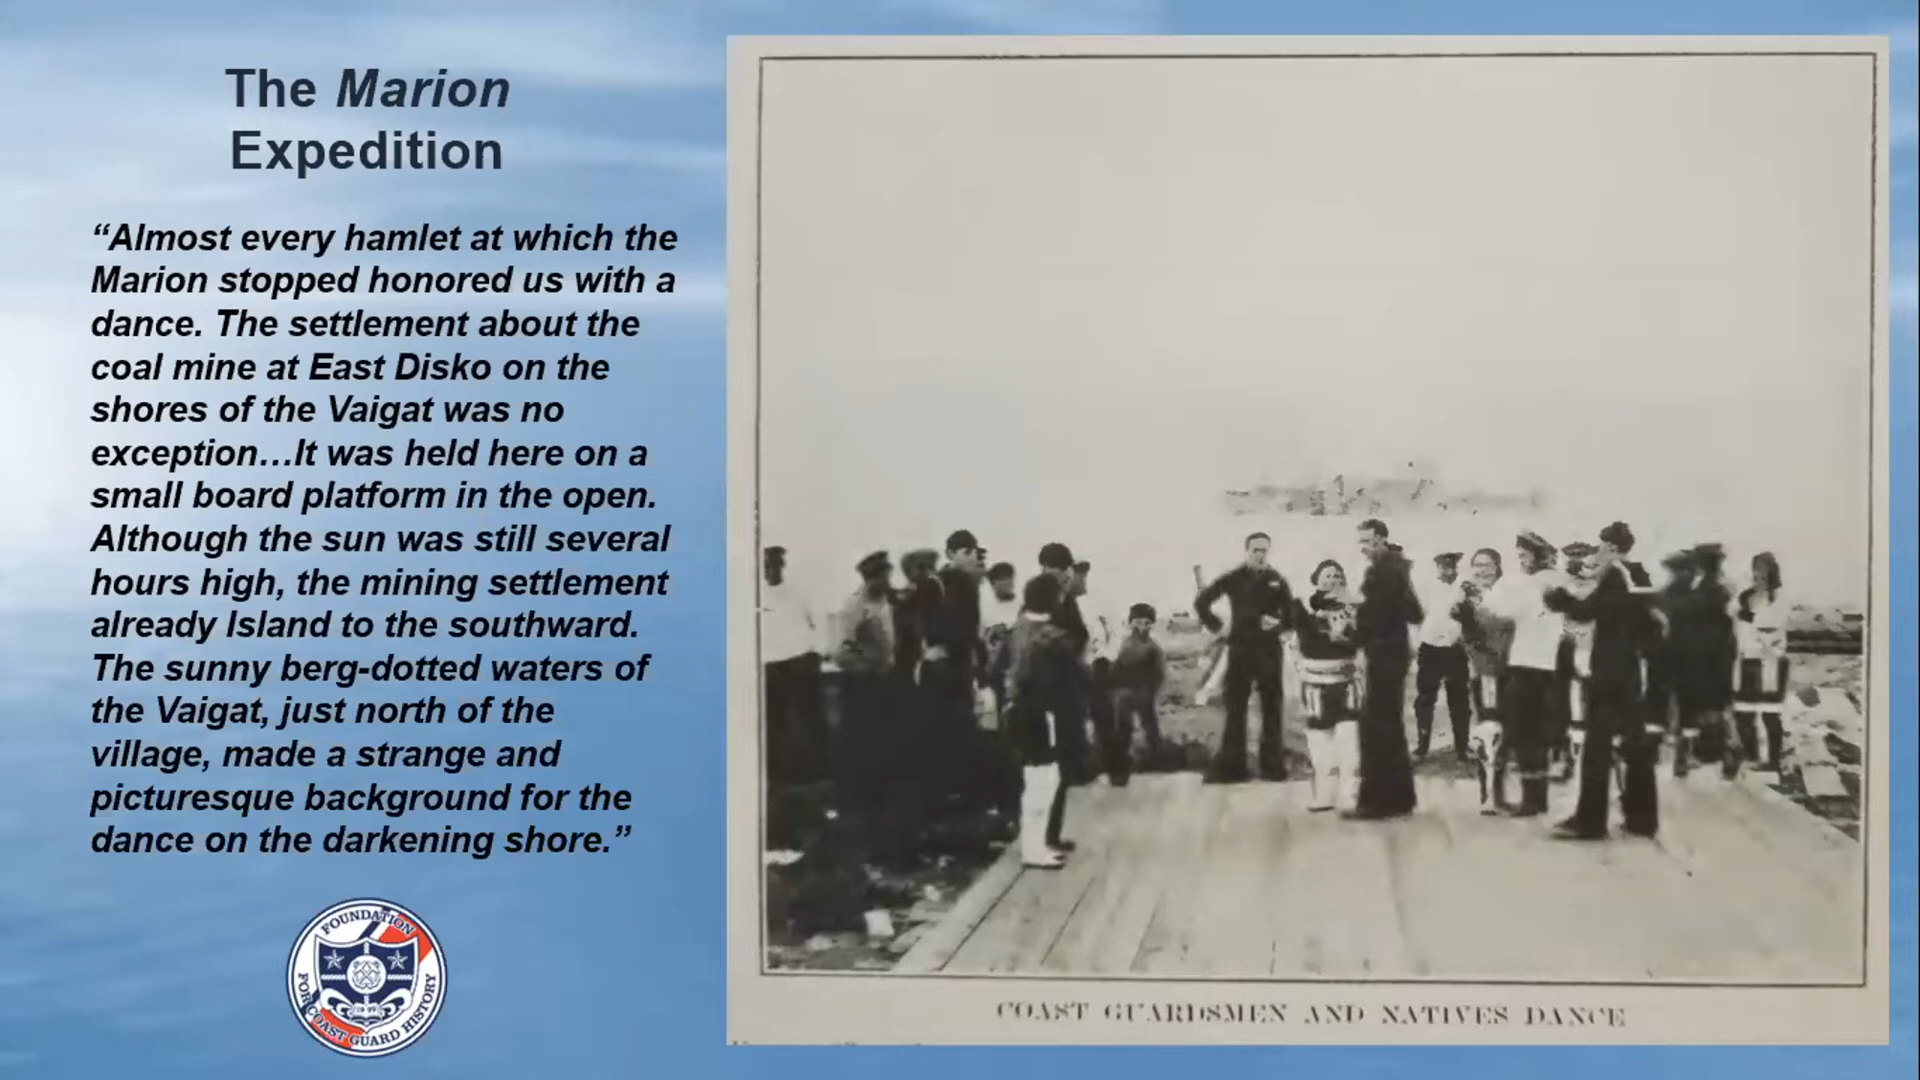 The Marion
Expedition
“Almost every hamlet at which the
Marion stopped honored us with a
dance. The settlement about the
coal mine at East Disko on the
shores of the Vaigat was no
exception…It was held here on a
small board platform in the open.
Although the sun was still several
hours high, the mining settlement
already Island to the southward.
The sunny berg-dotted waters of
the Vaigat, just north of the
village, made a strange and
picturesque background for the
dance on the darkening shore.”
FOUNDATION
FOR COAST GUARD HISTORY
COAST GUARDSMEN AND NATIVES DANCE